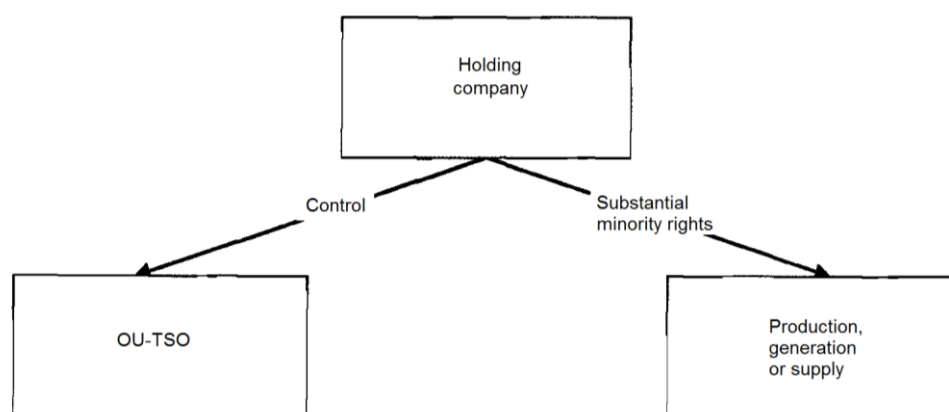 Holding
company
Control
Substantial
minority rights
OU-TSO
Production,
generation
or supply